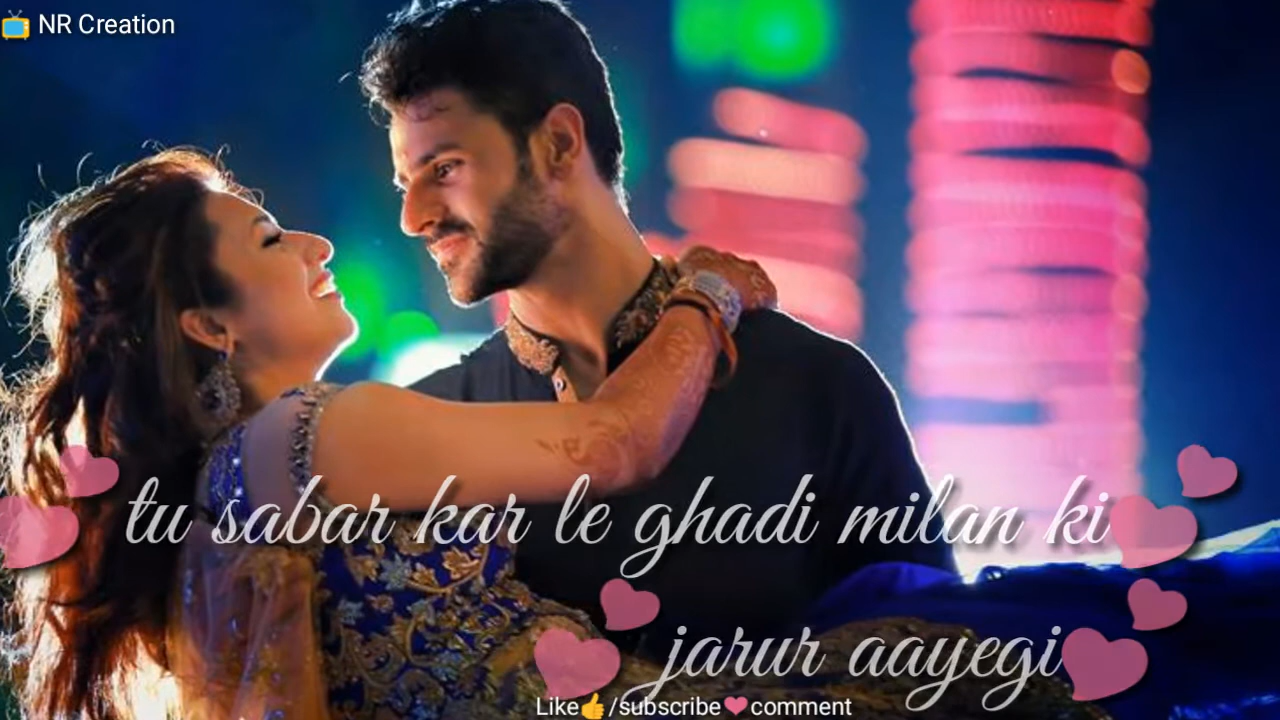 📺 NR Creation
💕tu sabar kar le ghadi milan ki💕
💕jarur aayegi💕
Like👍/subscribe❤comment